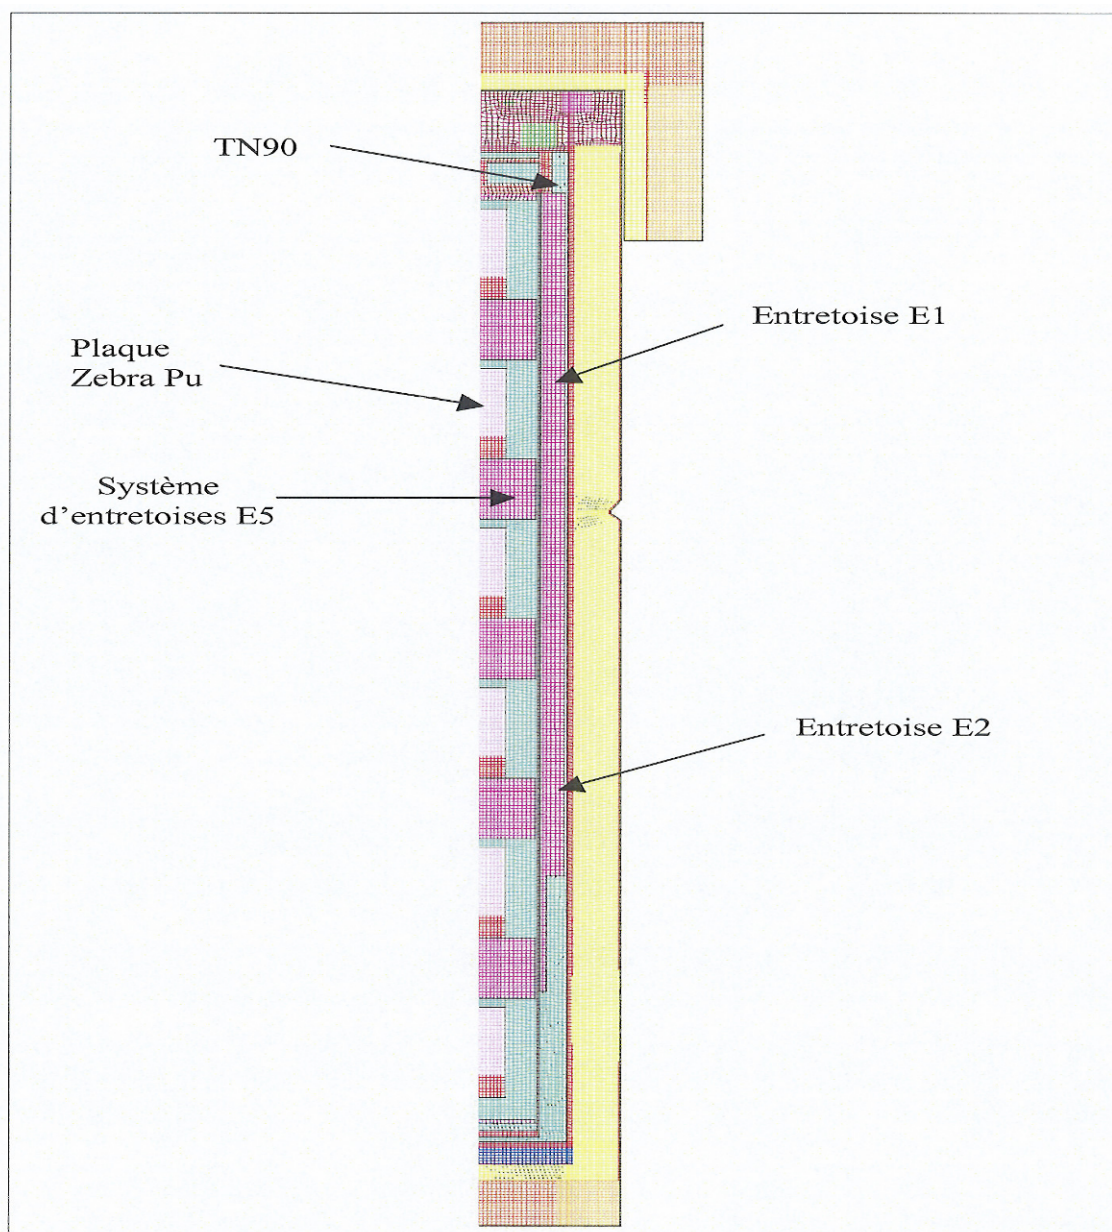 TN90
Entretoise E1
Plaque
Zebra Pu
Système
d'entretoises E5
Entretoise E2